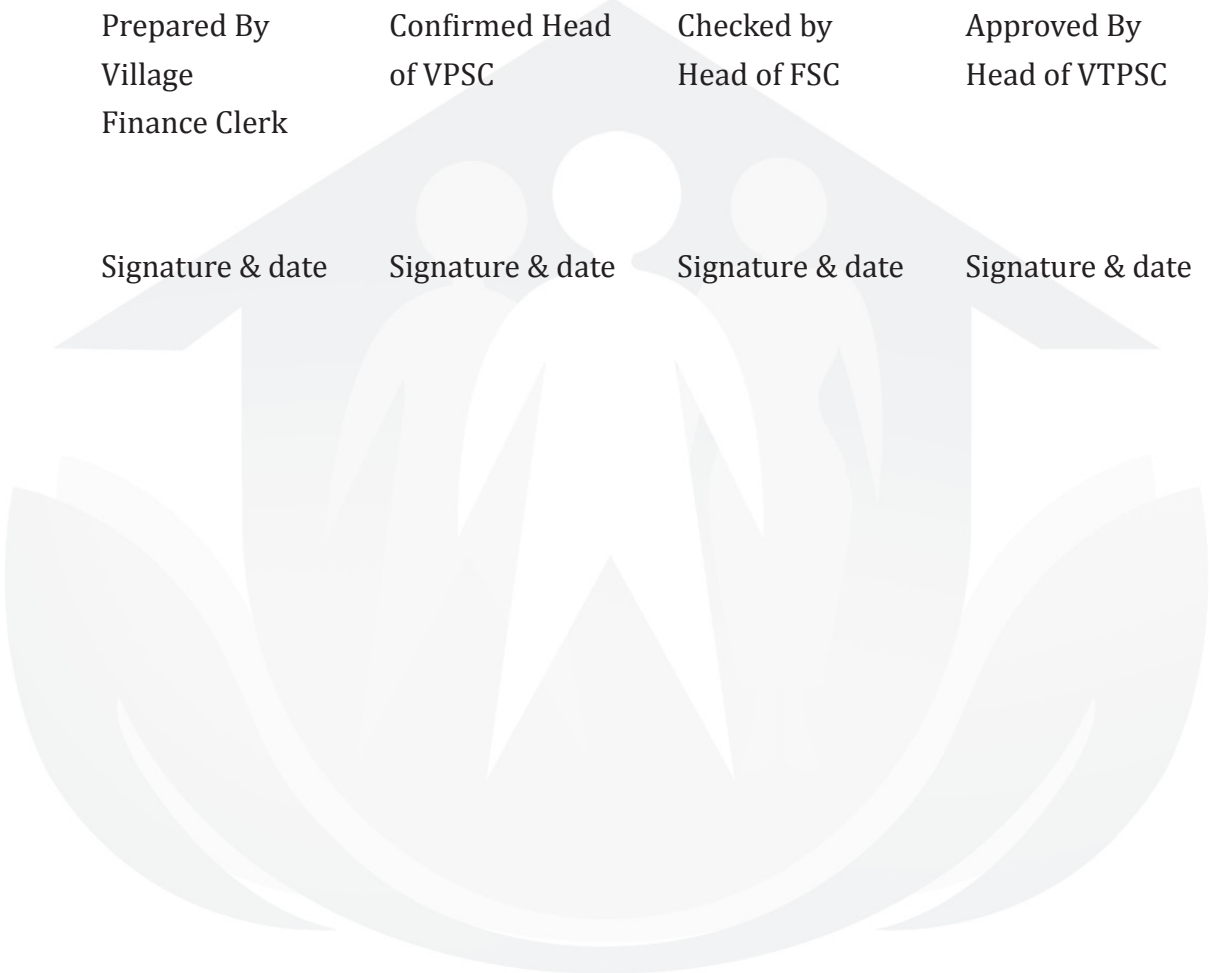 Prepared By Confirmed Head Checked by Approved By
Village of VPSC Head of FSC Head of VTPSC
Finance Clerk
Signature & date Signature & date Signature & date Signature & date